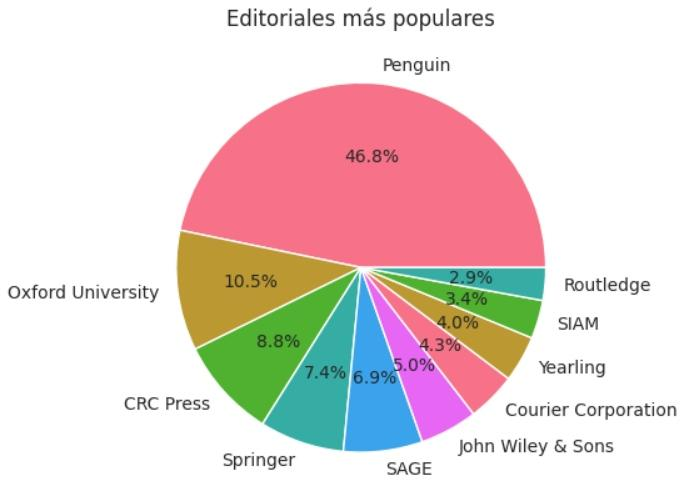 Editoriales más populares
Penguin
46.8%
Oxford University
10.5%
CRC Press
8.8%
Springer
7.4%
SAGE
6.9%
John Wiley & Sons
5.0%
Courier Corporation
4.3%
Yearling
4.0%
SIAM
3.4%
Routledge
2.9%